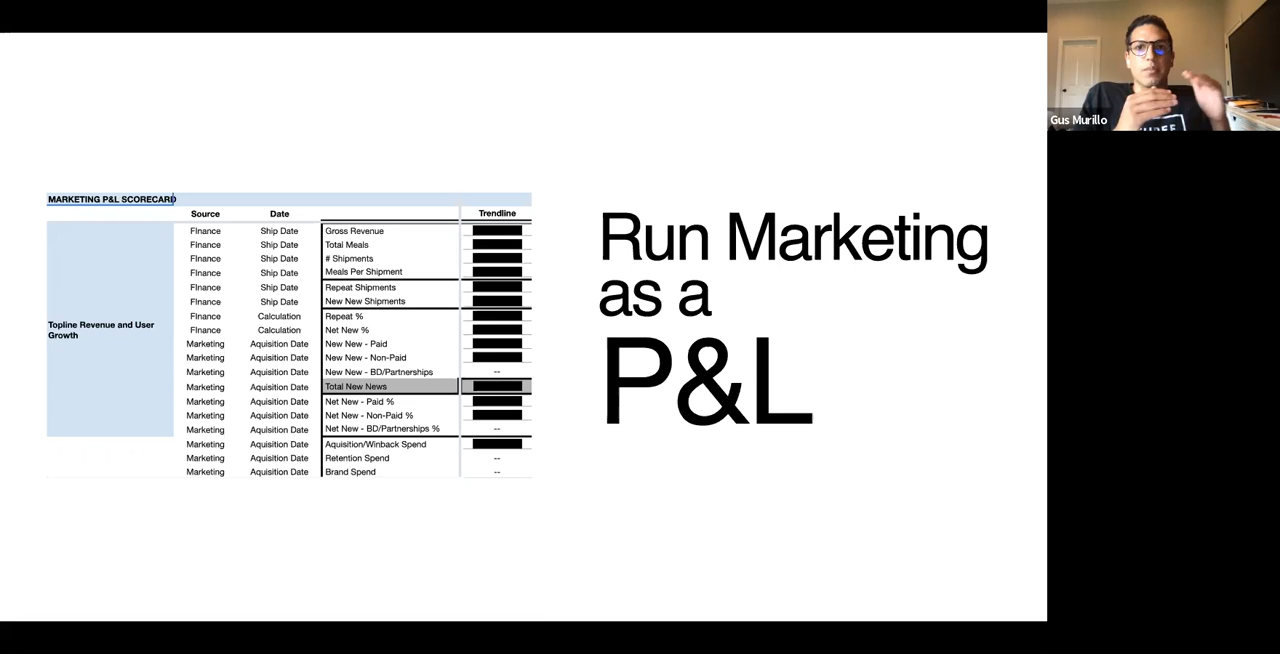 MARKETING P&L SCORECARD
Source Date Trendline
FInance Ship Date Gross Revenue
FInance Ship Date Total Meals
FInance Ship Date # Shipments
FInance Ship Date Meals Per Shipment
FInance Ship Date Repeat Shipments
FInance Ship Date New New Shipments
FInance Calculation Repeat %
FInance Calculation Net New %
Topline Revenue and User
Growth
Marketing Aquisition Date New New - Paid
Marketing Aquisition Date New New - Non-Paid
Marketing Aquisition Date New New - BD/Partnerships --
Marketing Aquisition Date Total New News
Marketing Aquisition Date Net New - Paid %
Marketing Aquisition Date Net New - Non-Paid %
Marketing Aquisition Date Net New - BD/Partnerships % --
Marketing Aquisition Date Aquisition/Winback Spend
Marketing Aquisition Date Retention Spend --
Marketing Aquisition Date Brand Spend --
Run Marketing
as a
P&L
Gus Murillo